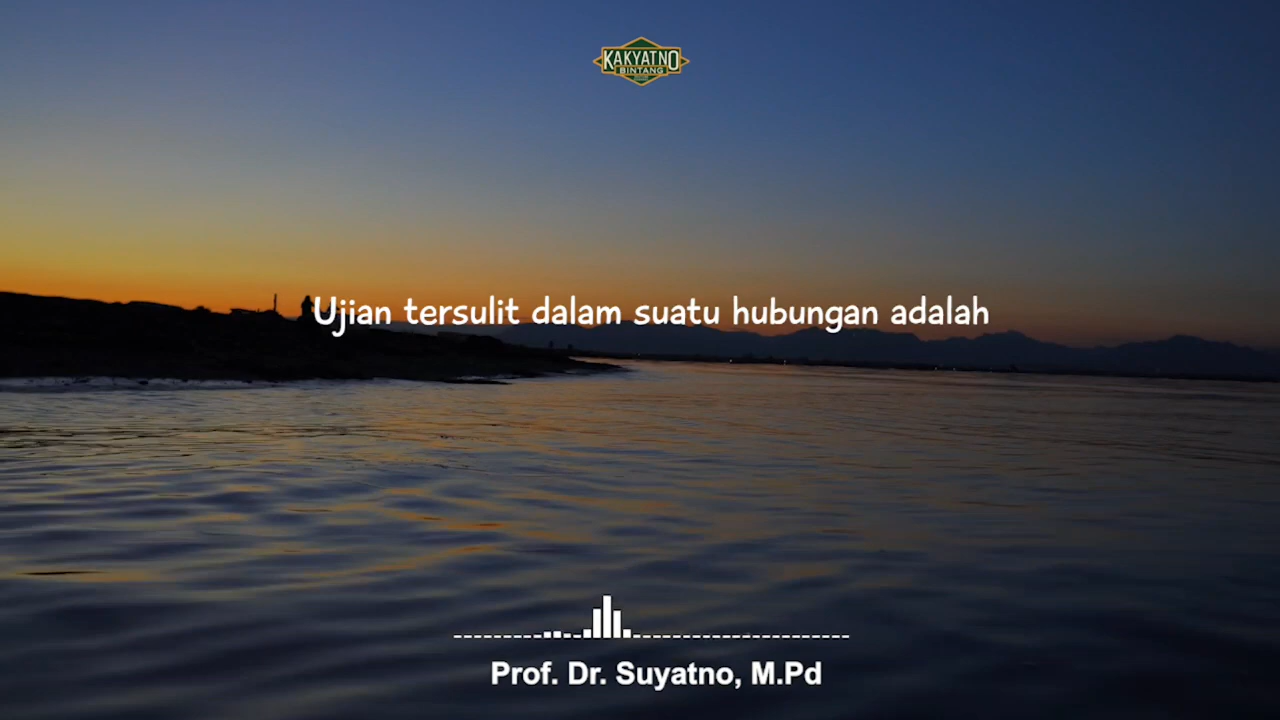 KAKYATNO
BINTANG
Ujian tersulit dalam suatu hubungan adalah
Prof. Dr. Suyatno, M.Pd